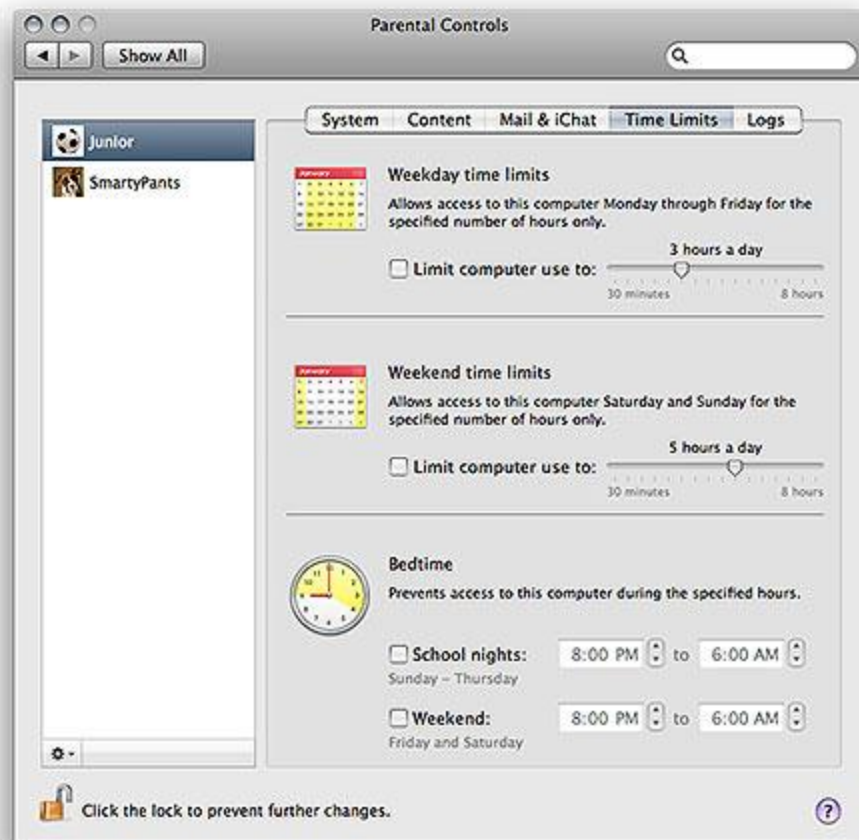 Parental Controls
Show All
System Content Mail & iChat Time Limits Logs
Junior
SmartyPants
Weekday time limits
Allows access to this computer Monday through Friday for the
specified number of hours only.
3 hours a day
Limit computer use to:
30 minutes 8 hours
Weekend time limits
Allows access to this computer Saturday and Sunday for the
specified number of hours only.
5 hours a day
Limit computer use to:
30 minutes 8 hours
Bedtime
Prevents access to this computer during the specified hours.
School nights: 8:00 PM to 6:00 AM
Sunday – Thursday
Weekend: 8:00 PM to 6:00 AM
Friday and Saturday
Click the lock to prevent further changes.
?